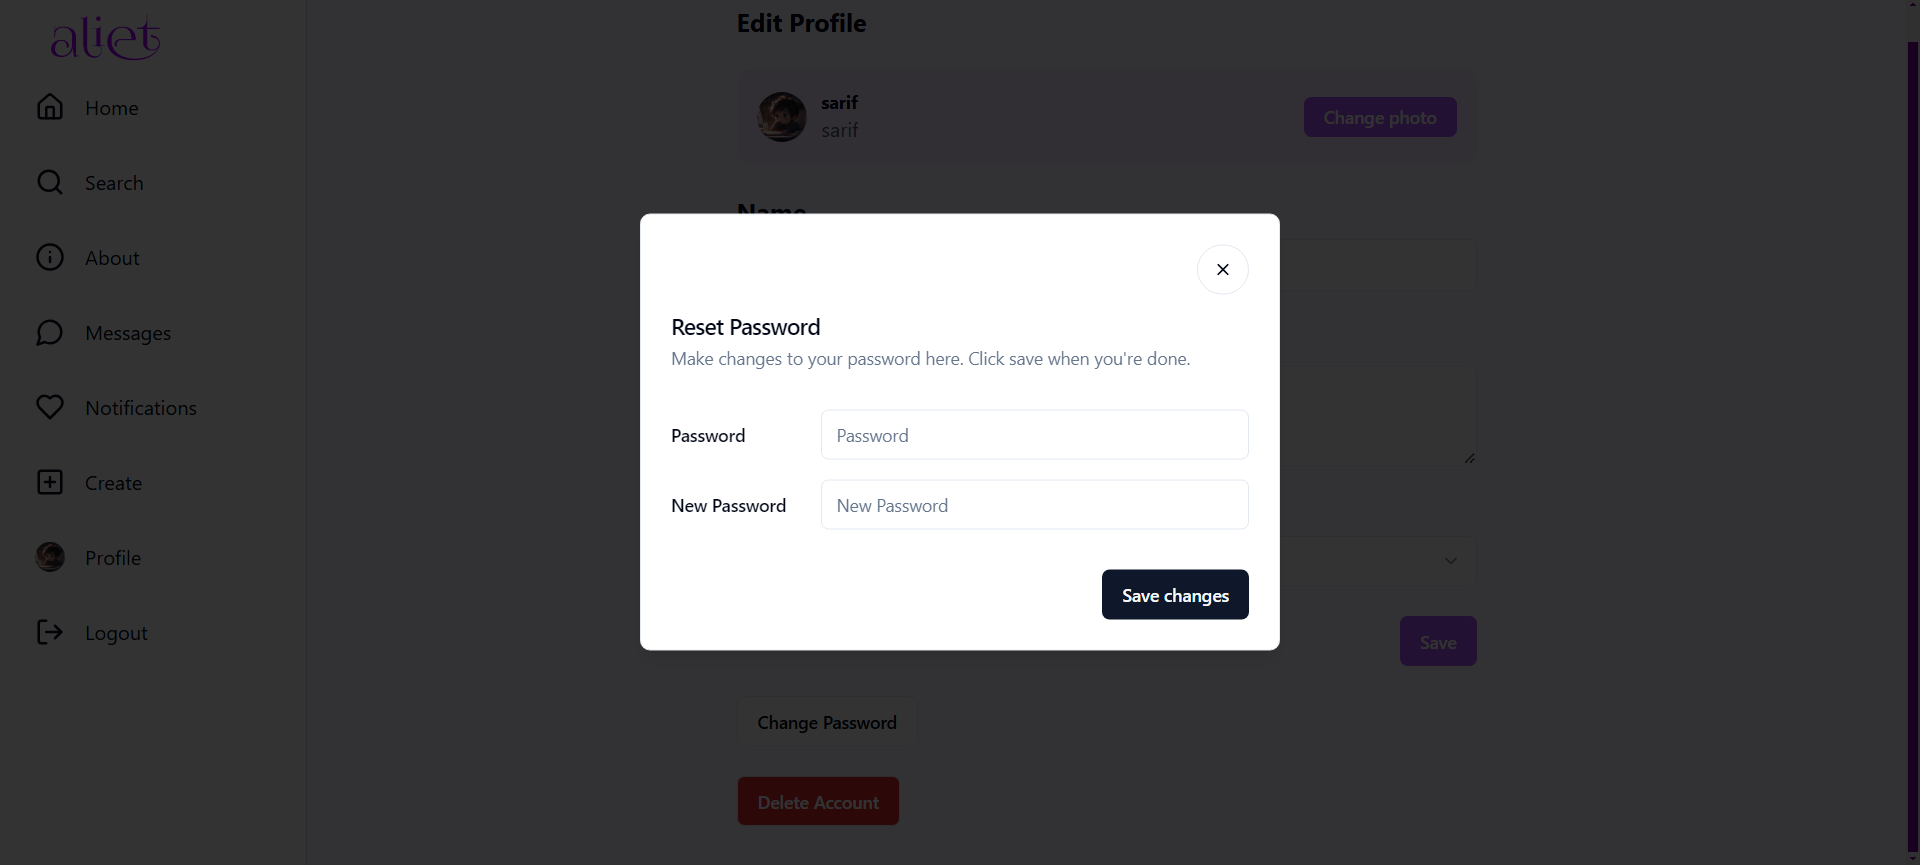 aliet
Home
Search
About
Messages
Notifications
Create
Profile
Logout
Edit Profile
sarif
sarif
Change photo
Name
Reset Password
Make changes to your password here. Click save when you're done.
Password
Password
New Password
New Password
Save changes
Save
Change Password
Delete Account